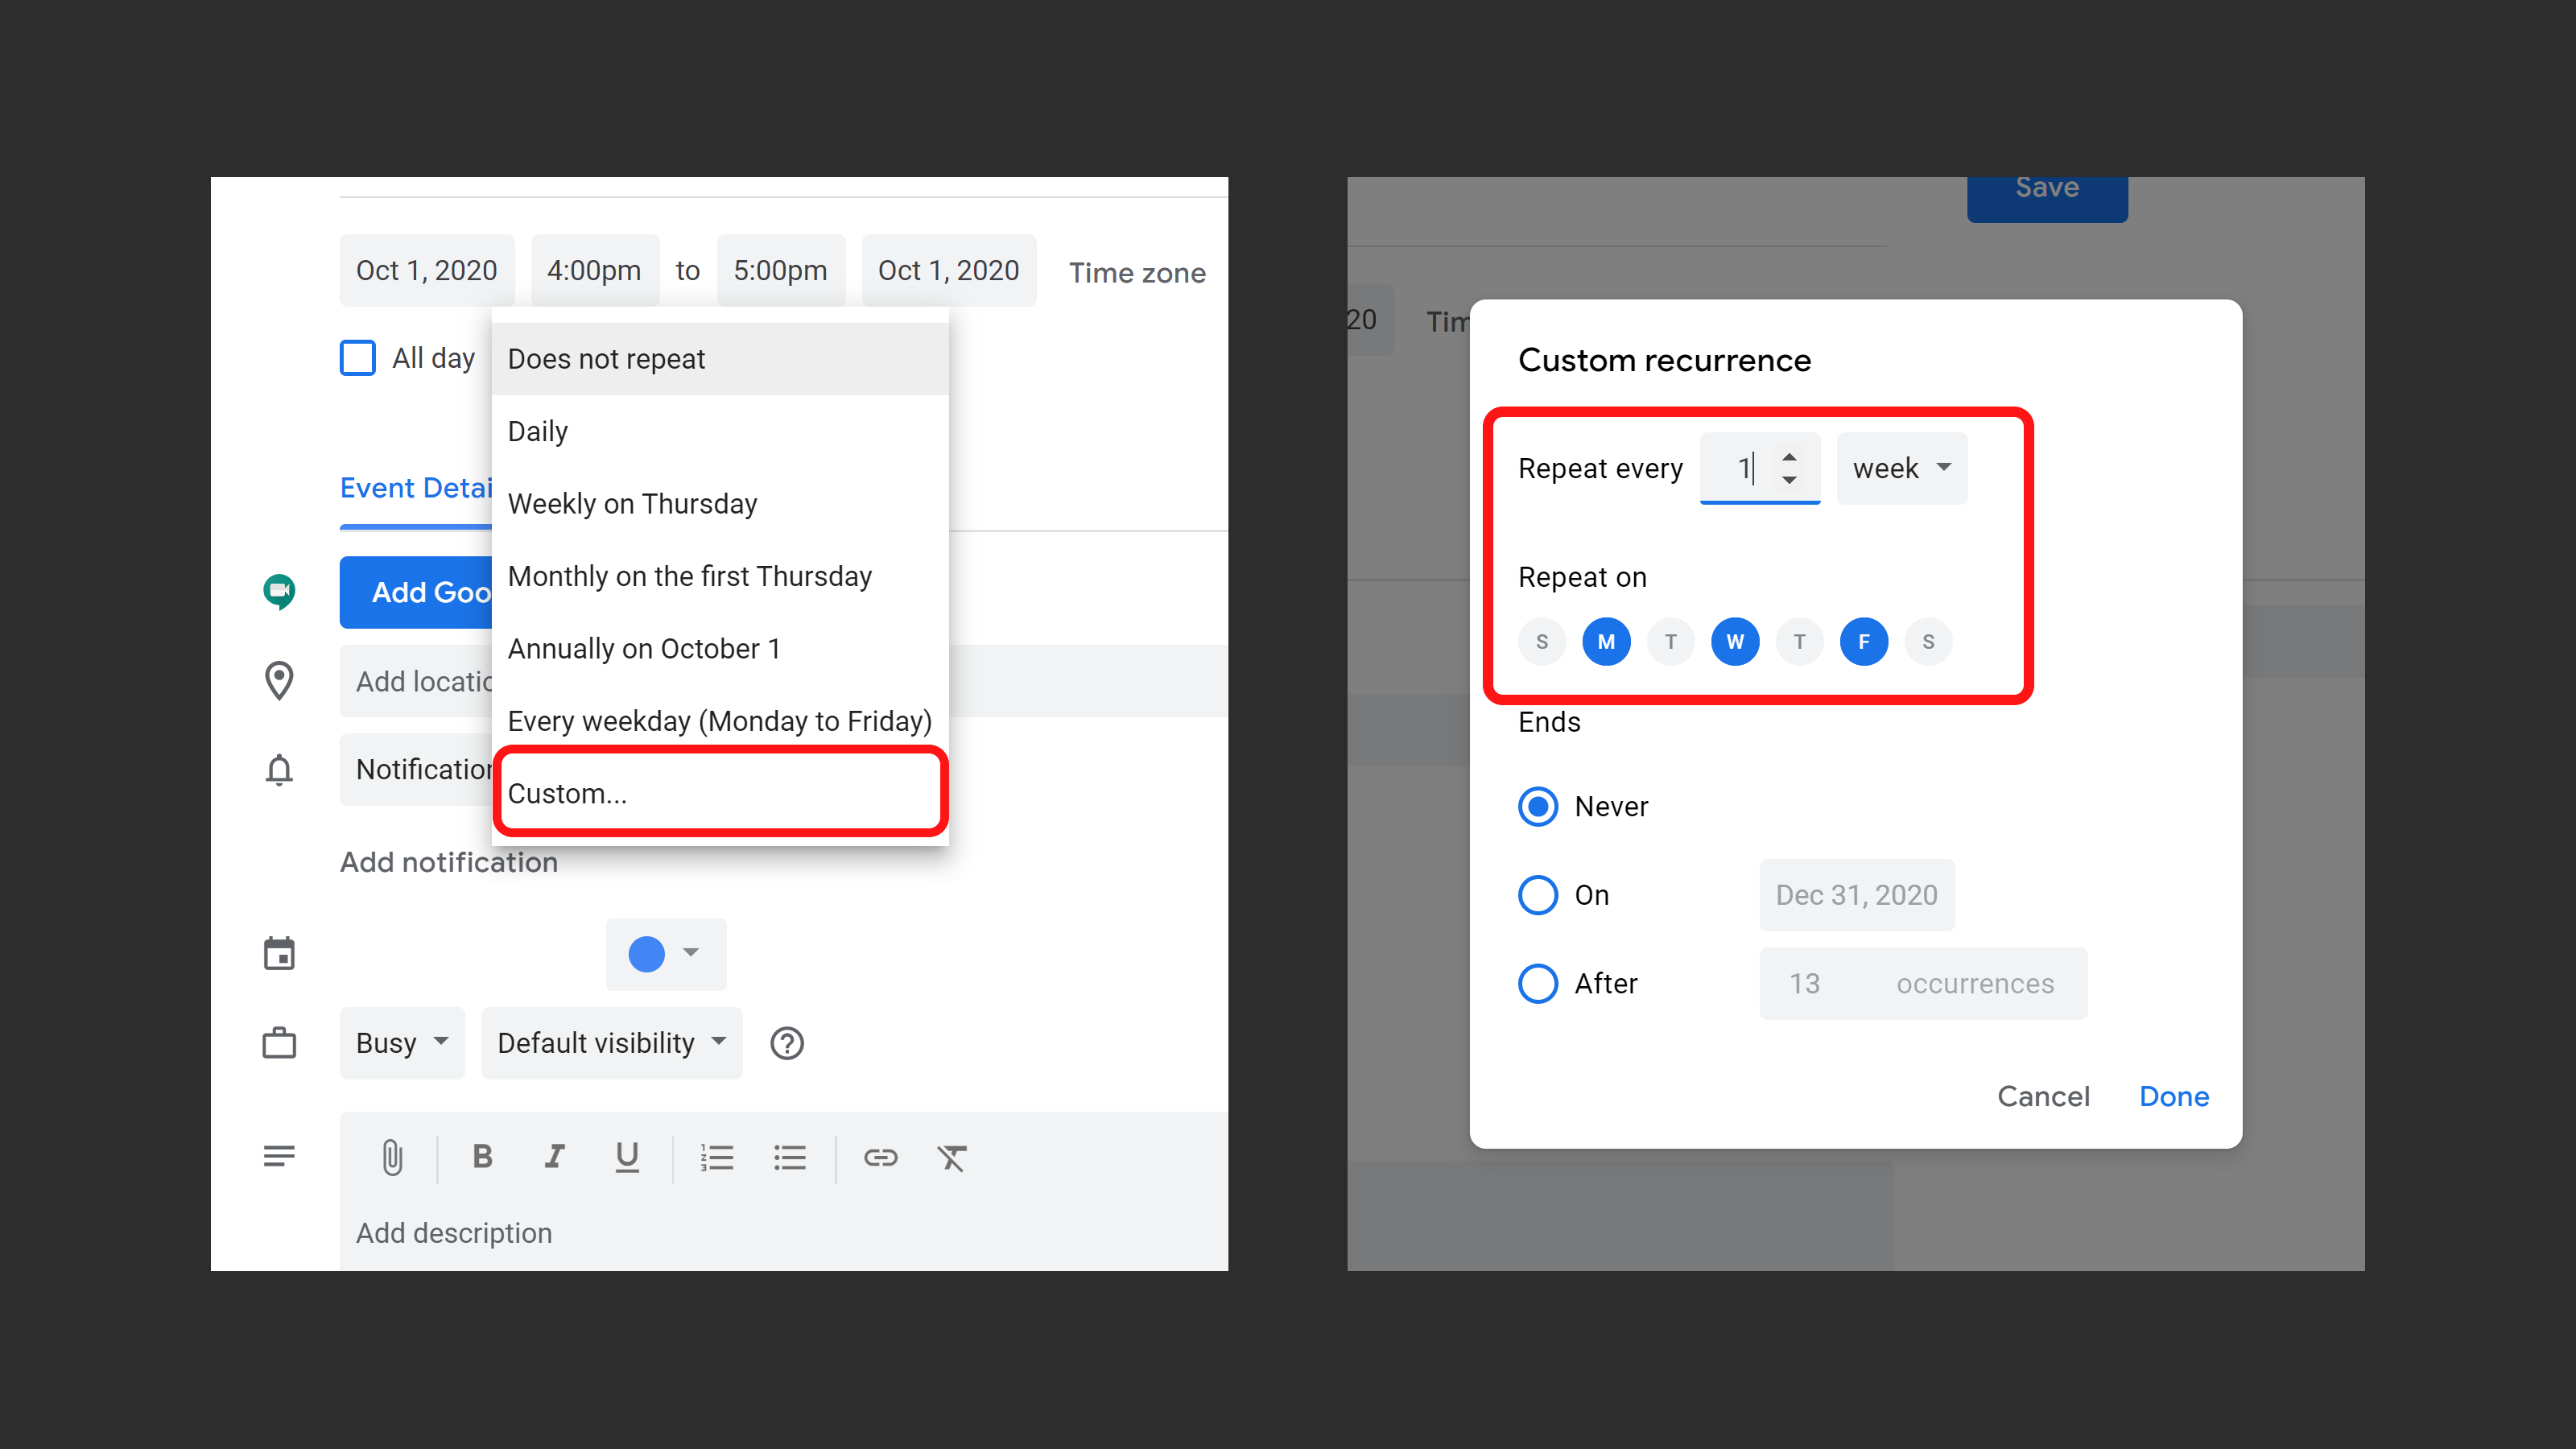 Oct 1, 2020 4:00pm to 5:00pm Oct 1, 2020 Time zone
All day
Does not repeat
Daily
Weekly on Thursday
Monthly on the first Thursday
Annually on October 1
Every weekday (Monday to Friday)
Custom...
Event Detai
Add Goo
Add locatio
Notification
Add notification
Busy Default visibility
B I U
Add description
Save
20 Tim
Custom recurrence
Repeat every 1 week
Repeat on
S M T W T F S
Ends
Never
On Dec 31, 2020
After 13 occurrences
Cancel Done